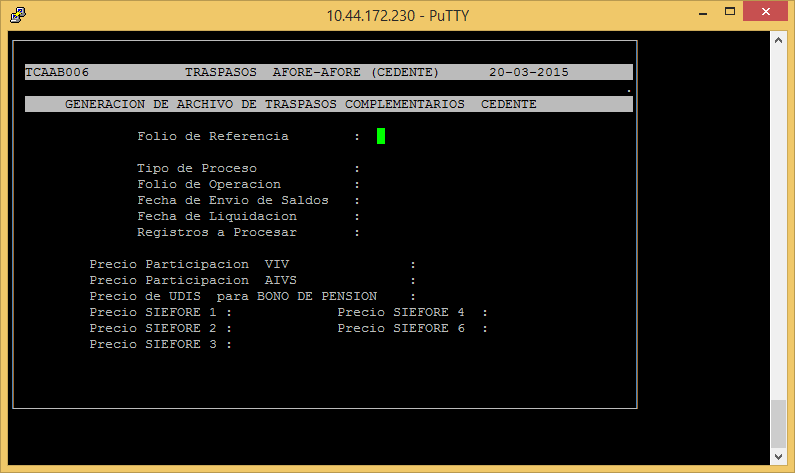 10.44.172.230 - PuTTY
TCAAB006 TRASPASOS AFORE-AFORE (CEDENTE) 20-03-2015
.
GENERACION DE ARCHIVO DE TRASPASOS COMPLEMENTARIOS CEDENTE
Folio de Referencia :
Tipo de Proceso :
Folio de Operacion :
Fecha de Envio de Saldos :
Fecha de Liquidacion :
Registros a Procesar :
Precio Participacion VIV :
Precio Participacion AIVS :
Precio de UDIS para BONO DE PENSION :
Precio SIEFORE 1 : Precio SIEFORE 4 :
Precio SIEFORE 2 : Precio SIEFORE 6 :
Precio SIEFORE 3 :